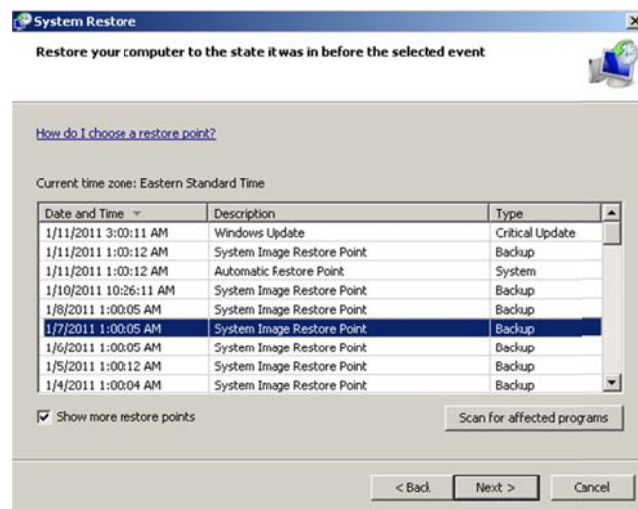 System Restore
Restore your computer to the state it was in before the selected event
How do I choose a restore point?
Current time zone: Eastern Standard Time
Date and Time Description Type
1/11/2011 3:00:11 AM Windows Update Critical Update
1/11/2011 1:00:12 AM System Image Restore Point Backup
1/11/2011 1:00:12 AM Automatic Restore Point System
1/10/2011 10:26:11 AM System Image Restore Point Backup
1/8/2011 1:00:05 AM System Image Restore Point Backup
1/7/2011 1:00:05 AM System Image Restore Point Backup
1/6/2011 1:00:05 AM System Image Restore Point Backup
1/5/2011 1:00:12 AM System Image Restore Point Backup
1/4/2011 1:00:04 AM System Image Restore Point Backup
Show more restore points Scan for affected programs
< Back Next > Cancel